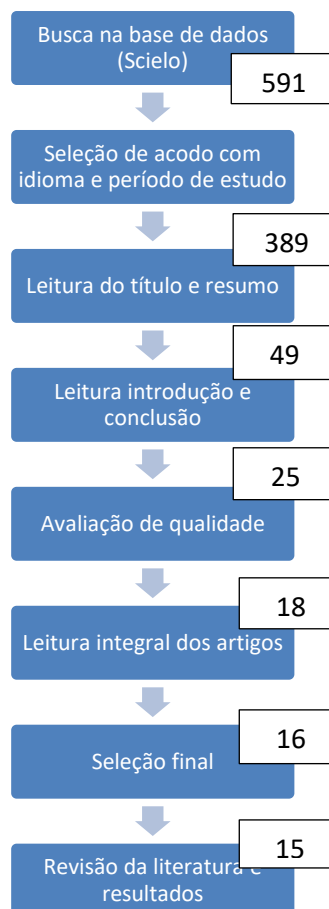 Busca na base de dados
(Scielo)
591
Seleção de acodo com
idioma e período de estudo
389
Leitura do título e resumo
49
Leitura introdução e
conclusão
25
Avaliação de qualidade
18
Leitura integral dos artigos
16
Seleção final
15
Revisão da literatura e
resultados